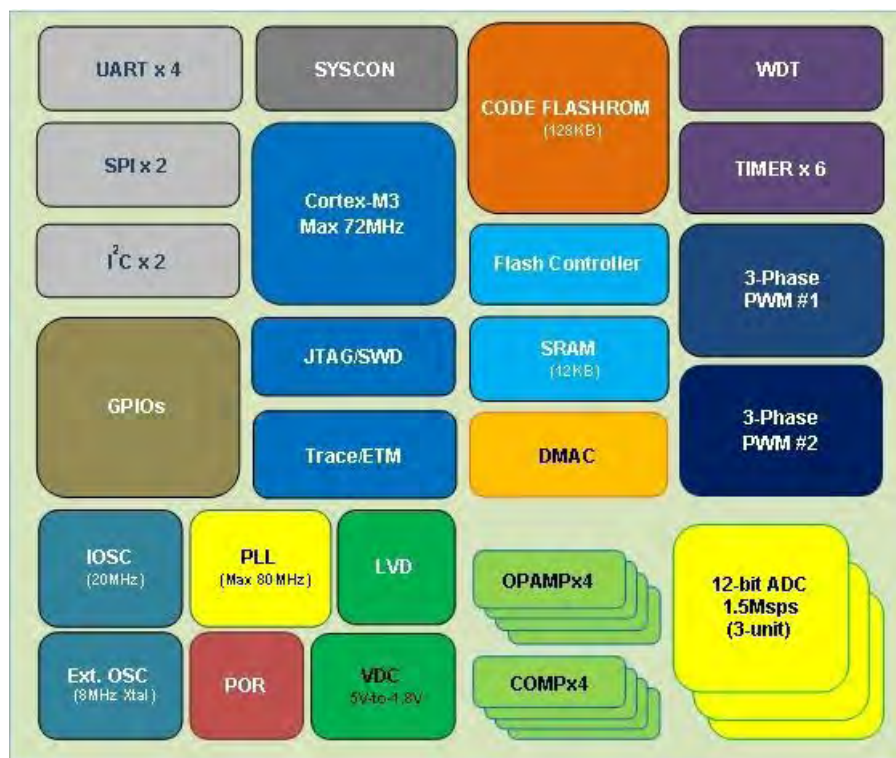 UART x 4
SYSCON
CODE FLASHROM
(128KB)
WDT
SPI x 2
Cortex-M3
Max 72MHz
TIMER x 6
I²C x 2
Flash Controller
3-Phase
PWM #1
GPIOs
JTAG/SWD
SRAM
(12KB)
3-Phase
PWM #2
Trace/ETM
DMAC
IOSC
(20MHz)
PLL
(Max 80MHz)
LVD
OPAMPx4
12-bit ADC
1.5Msps
(3-unit)
Ext. OSC
(8MHz Xtal)
POR
VDC
5V-to-1.8V
COMPx4